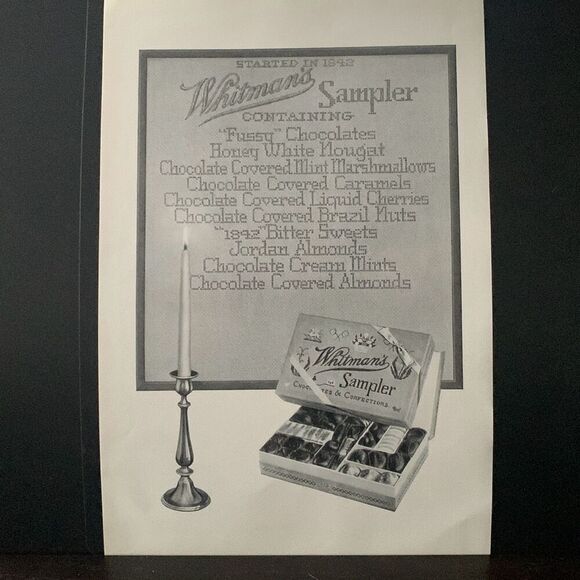 STARTED IN 1842
Whitman's Sampler
CONTAINING
"Fussy" Chocolates
Honey White Nougat
Chocolate Covered Mint Marshmallows
Chocolate Covered Caramels
Chocolate Covered Liquid Cherries
Chocolate Covered Brazil Nuts
"1842" Bitter Sweets
Jordan Almonds
Chocolate Cream Mints
Chocolate Covered Almonds
Whitman's
Sampler
CHOCOLATES & CONFECTIONS